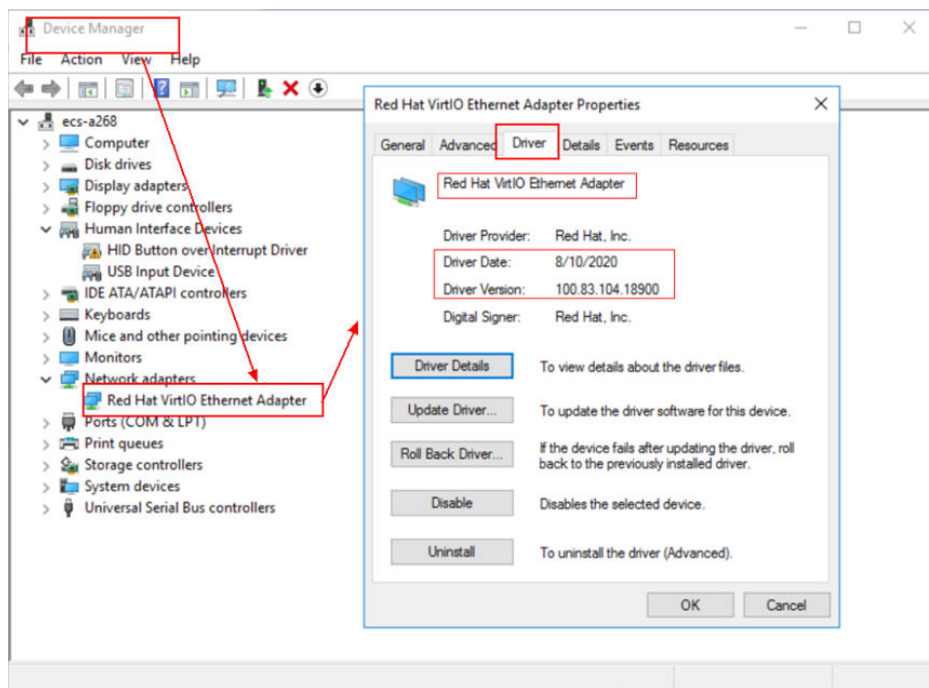 Device Manager
File Action View Help
ecs-a268
Computer
Disk drives
Display adapters
Floppy drive controllers
Human Interface Devices
HID Button over Interrupt Driver
USB Input Device
IDE ATA/ATAPI controllers
Keyboards
Mice and other pointing devices
Monitors
Network adapters
Red Hat VirtIO Ethernet Adapter
Ports (COM & LPT)
Print queues
Storage controllers
System devices
Universal Serial Bus controllers
Red Hat VirtIO Ethernet Adapter Properties
General Advanced Driver Details Events Resources
Red Hat VirtIO Ethernet Adapter
Driver Provider: Red Hat, Inc.
Driver Date: 8/10/2020
Driver Version: 100.83.104.18900
Digital Signer: Red Hat, Inc.
Driver Details To view details about the driver files.
Update Driver... To update the driver software for this device.
Roll Back Driver... If the device fails after updating the driver, roll
back to the previously installed driver.
Disable Disables the selected device.
Uninstall To uninstall the driver (Advanced).
OK Cancel